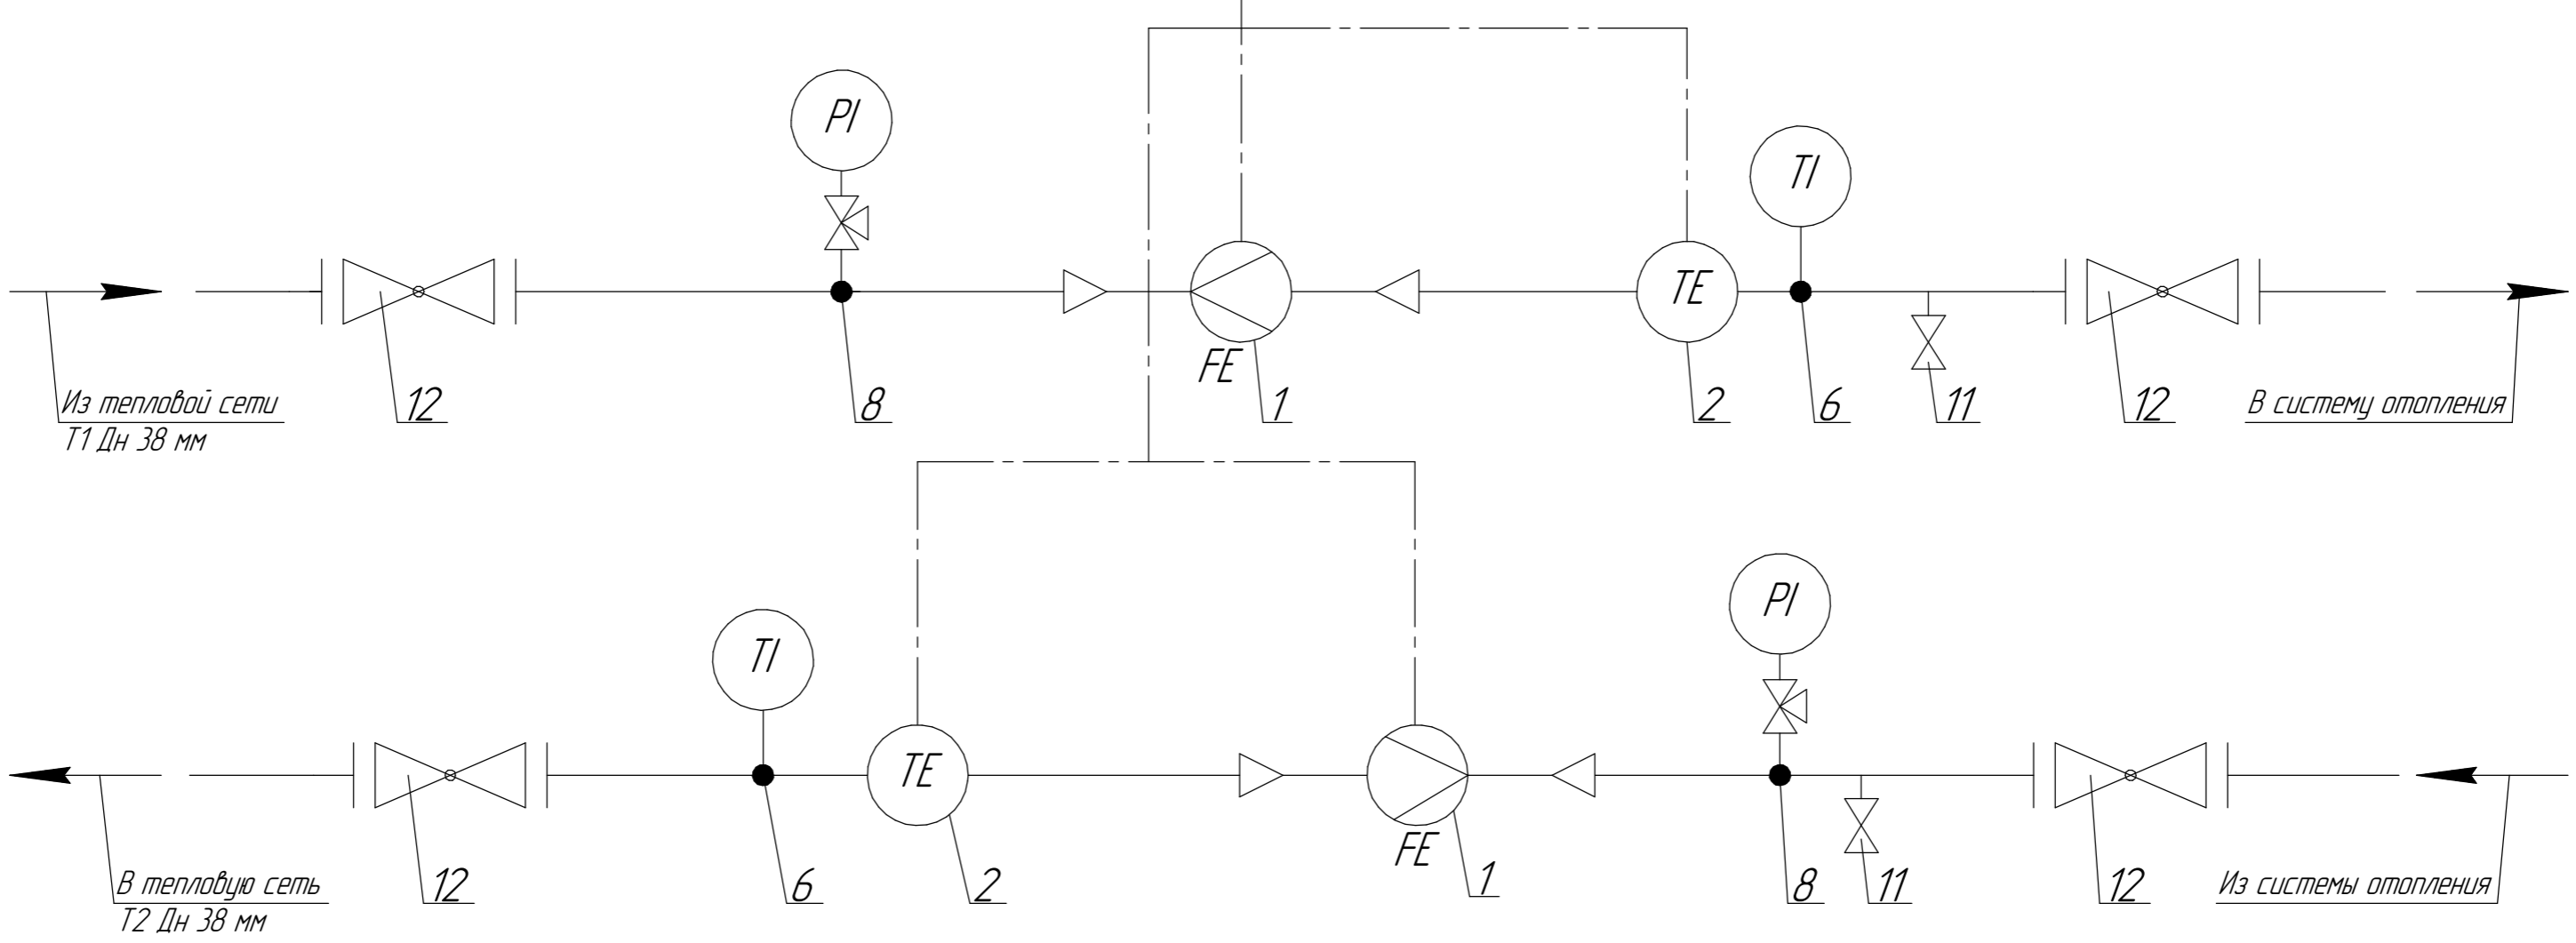 PI
TI
TE
FE
Из тепловой сети
Т1 Дн 38 мм
12
8
1
2
6
11
12
В систему отопления
PI
TI
TE
FE
В тепловую сеть
Т2 Дн 38 мм
12
6
2
1
8
11
12
Из системы отопления